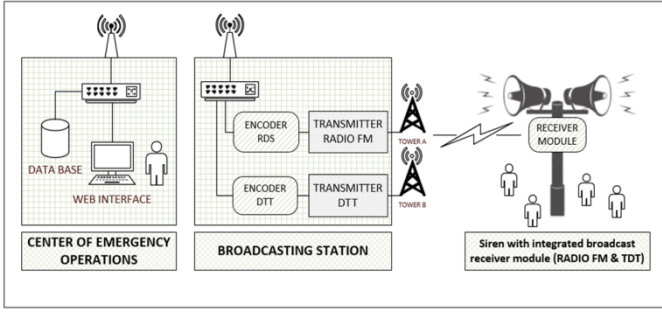 DATA BASE
WEB INTERFACE
CENTER OF EMERGENCY
OPERATIONS
ENCODER
RDS
TRANSMITTER
RADIO FM
TOWER A
ENCODER
DTT
TRANSMITTER
DTT
TOWER B
BROADCASTING STATION
RECEIVER
MODULE
Siren with integrated broadcast
receiver module (RADIO FM & TDT)